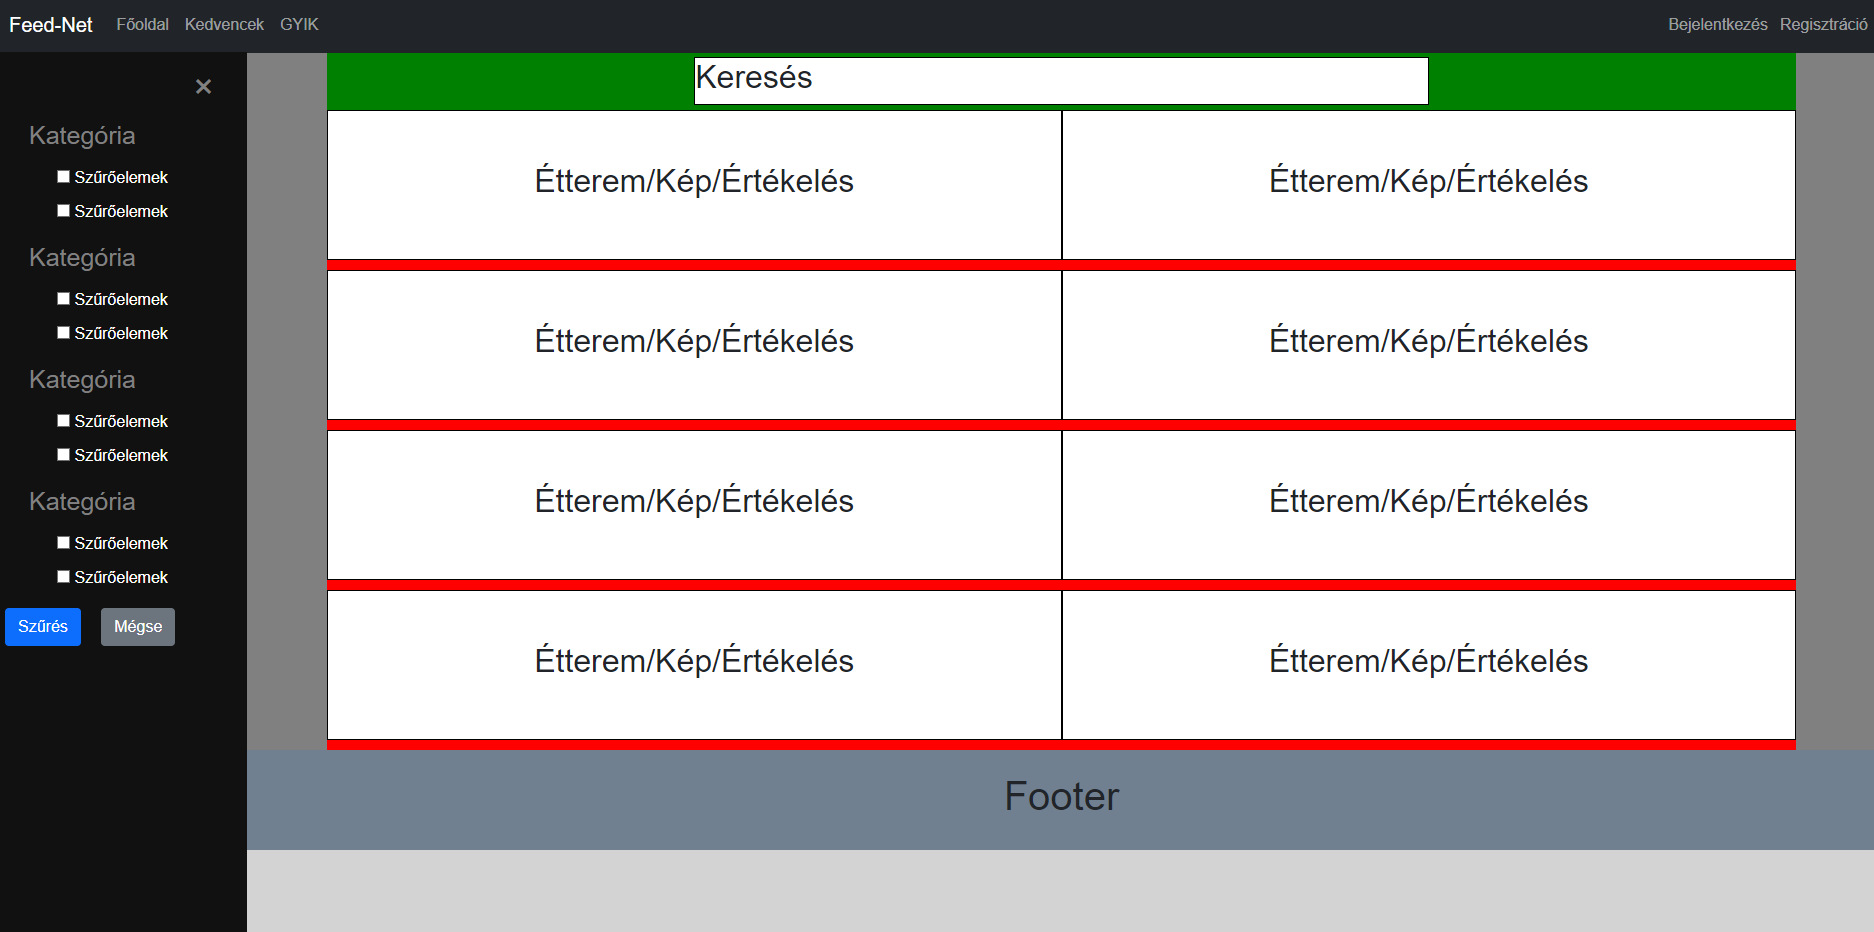 Feed-Net Főoldal Kedvencek GYIK Bejelentkezés Regisztráció
×
Kategória
Szűrőelemek
Szűrőelemek
Kategória
Szűrőelemek
Szűrőelemek
Kategória
Szűrőelemek
Szűrőelemek
Kategória
Szűrőelemek
Szűrőelemek
Szűrés Mégse
Keresés
Étterem/Kép/Értékelés Étterem/Kép/Értékelés
Étterem/Kép/Értékelés Étterem/Kép/Értékelés
Étterem/Kép/Értékelés Étterem/Kép/Értékelés
Étterem/Kép/Értékelés Étterem/Kép/Értékelés
Footer